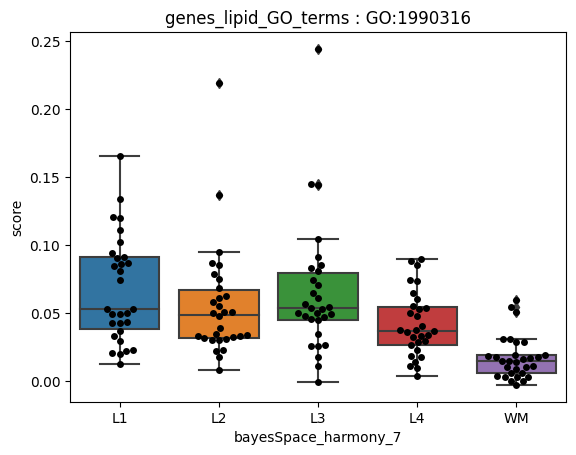 genes_lipid_GO_terms : GO:1990316
0.25
0.20
0.15
0.10
0.05
0.00
score
L1 L2 L3 L4 WM
bayesSpace_harmony_7